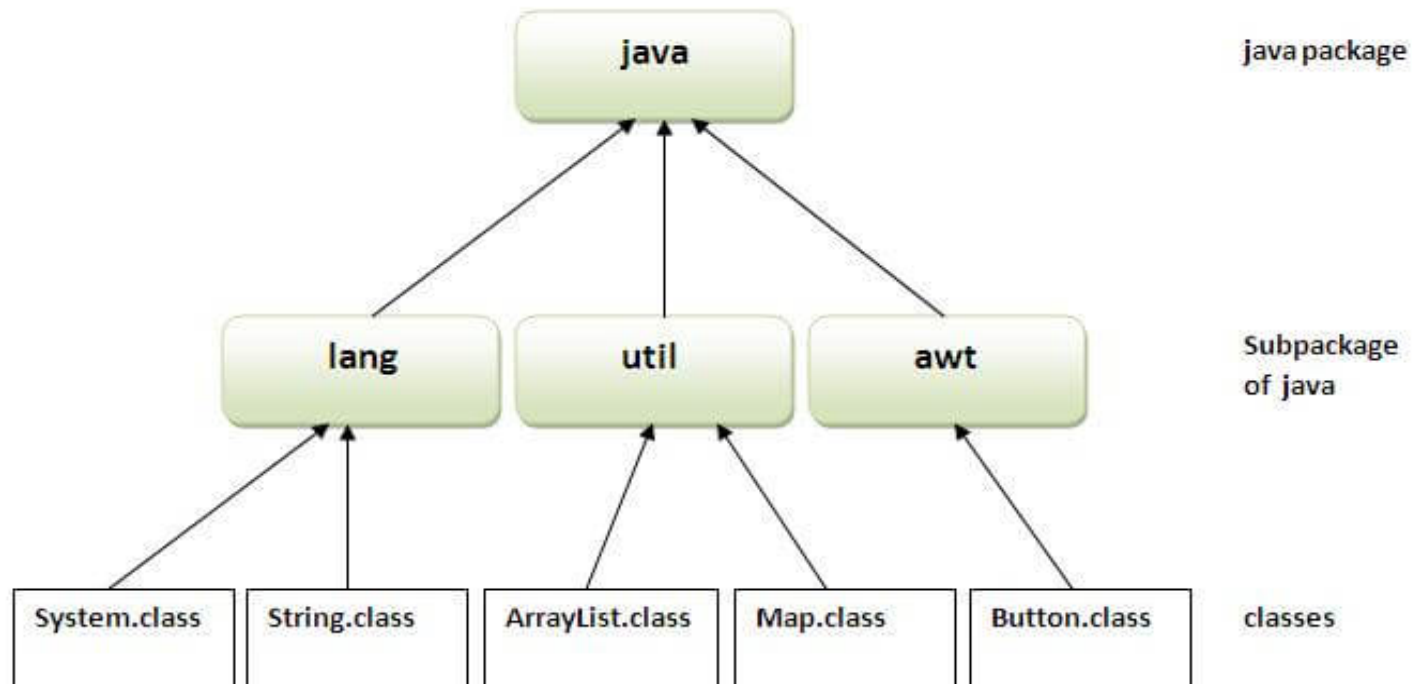 java
java package
lang
util
awt
Subpackage
of java
System.class
String.class
ArrayList.class
Map.class
Button.class
classes